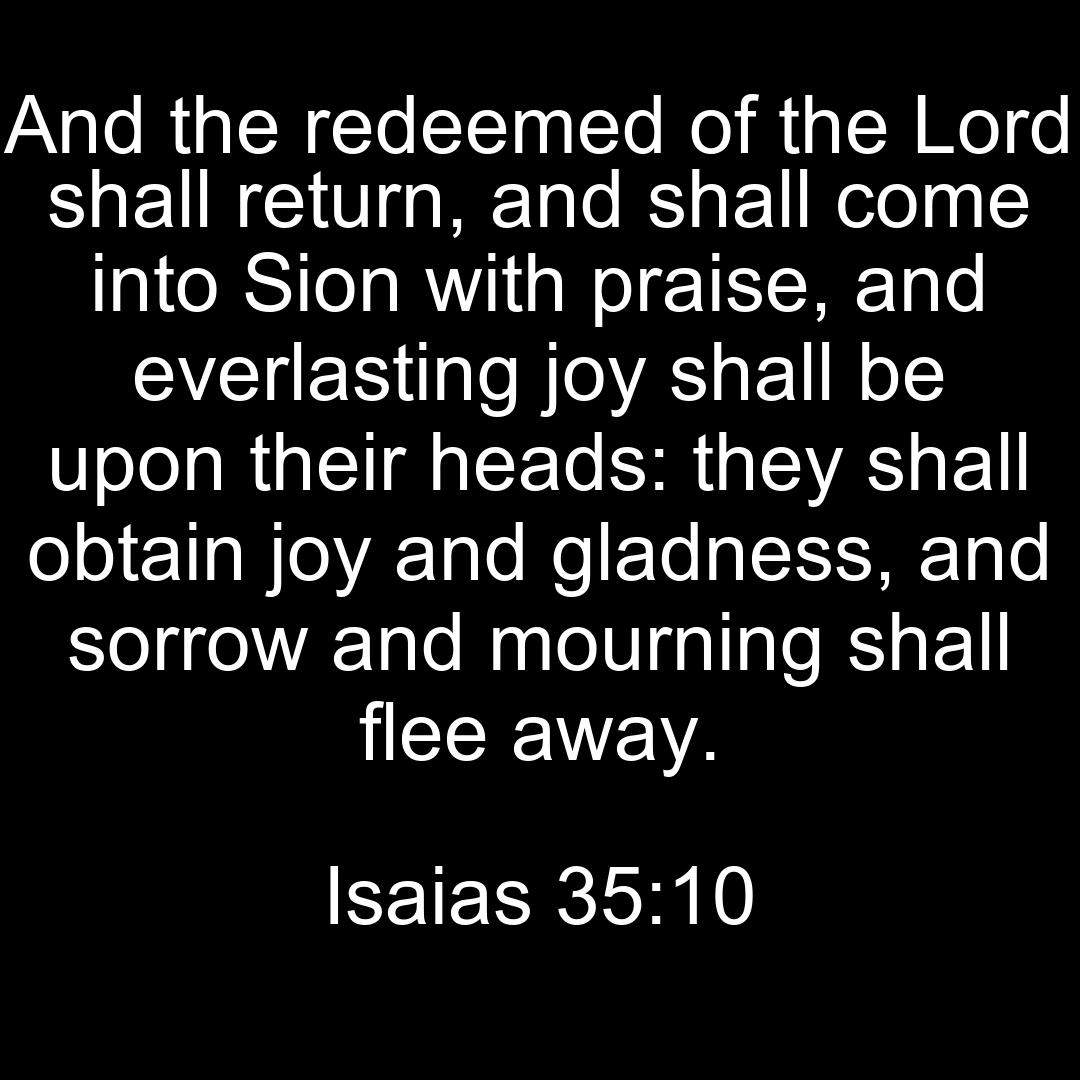 And the redeemed of the Lord
shall return, and shall come
into Sion with praise, and
everlasting joy shall be
upon their heads: they shall
obtain joy and gladness, and
sorrow and mourning shall
flee away.
Isaias 35:10